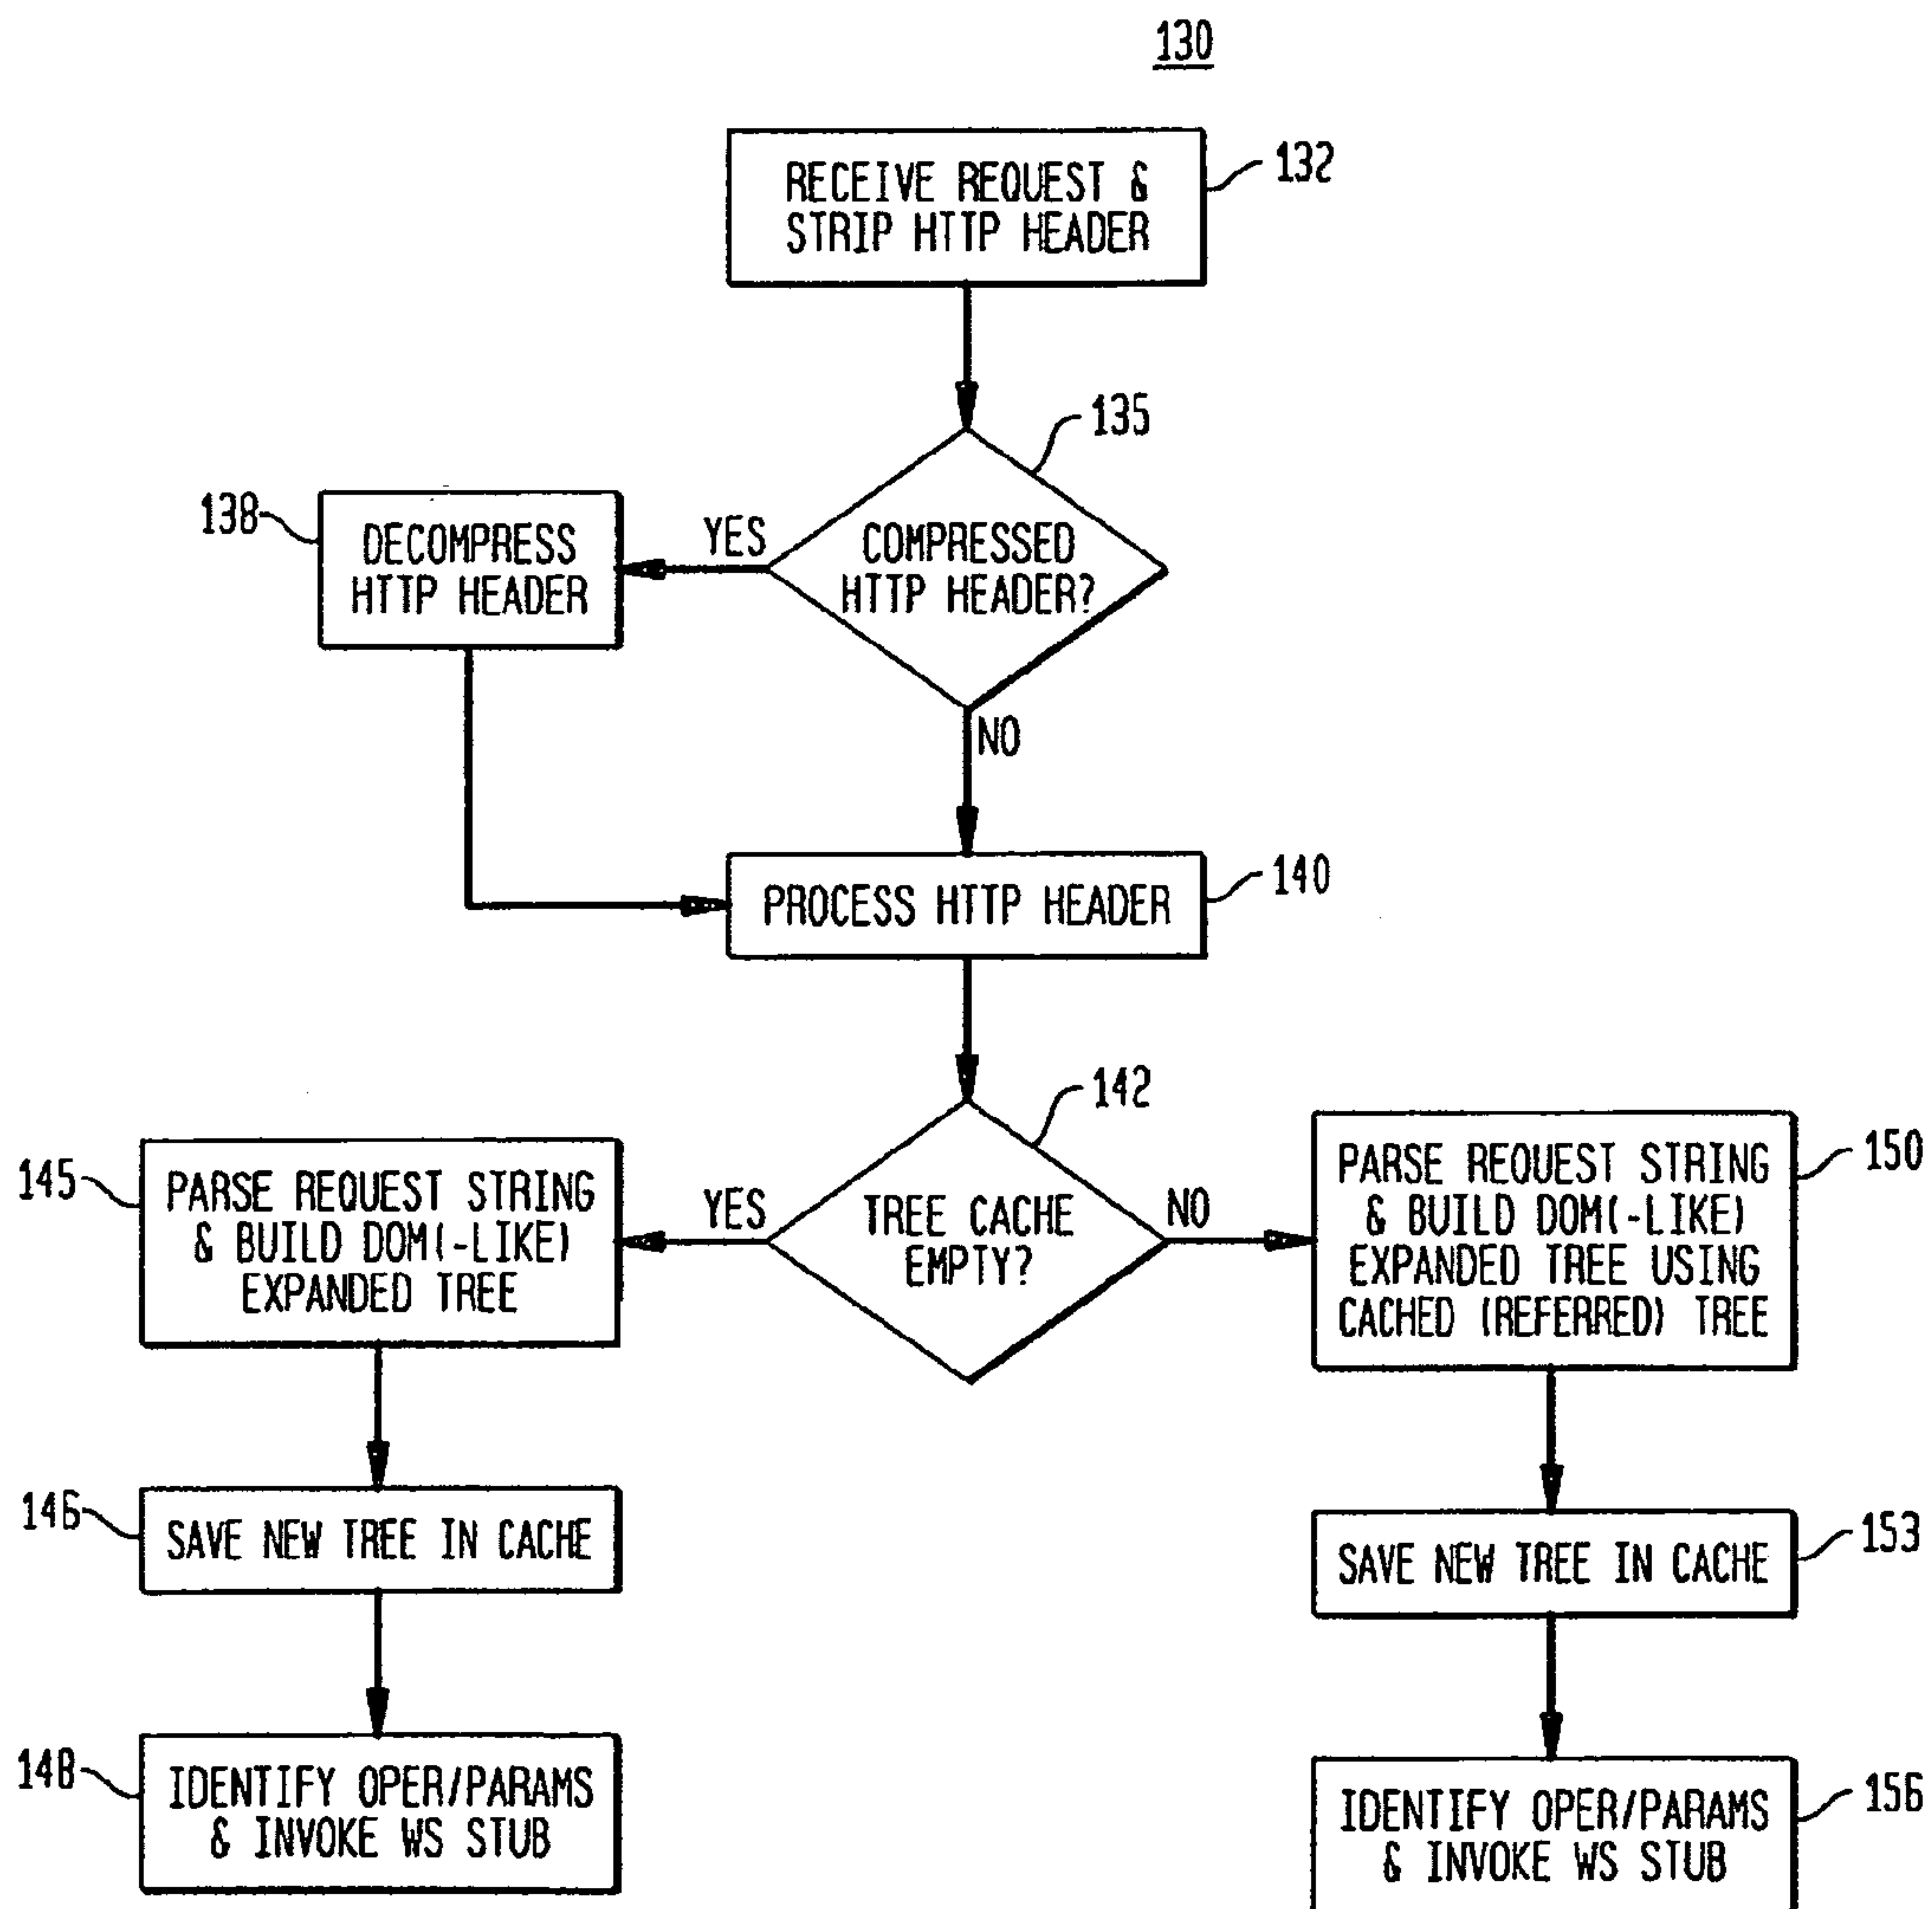 130
RECEIVE REQUEST &
STRIP HTTP HEADER
132
135
COMPRESSED
HTTP HEADER?
YES
NO
138
DECOMPRESS
HTTP HEADER
PROCESS HTTP HEADER
140
142
TREE CACHE
EMPTY?
YES
NO
145
PARSE REQUEST STRING
& BUILD DOM(-LIKE)
EXPANDED TREE
150
PARSE REQUEST STRING
& BUILD DOM(-LIKE)
EXPANDED TREE USING
CACHED (REFERRED) TREE
146
SAVE NEW TREE IN CACHE
153
SAVE NEW TREE IN CACHE
148
IDENTIFY OPER/PARAMS
& INVOKE WS STUB
156
IDENTIFY OPER/PARAMS
& INVOKE WS STUB